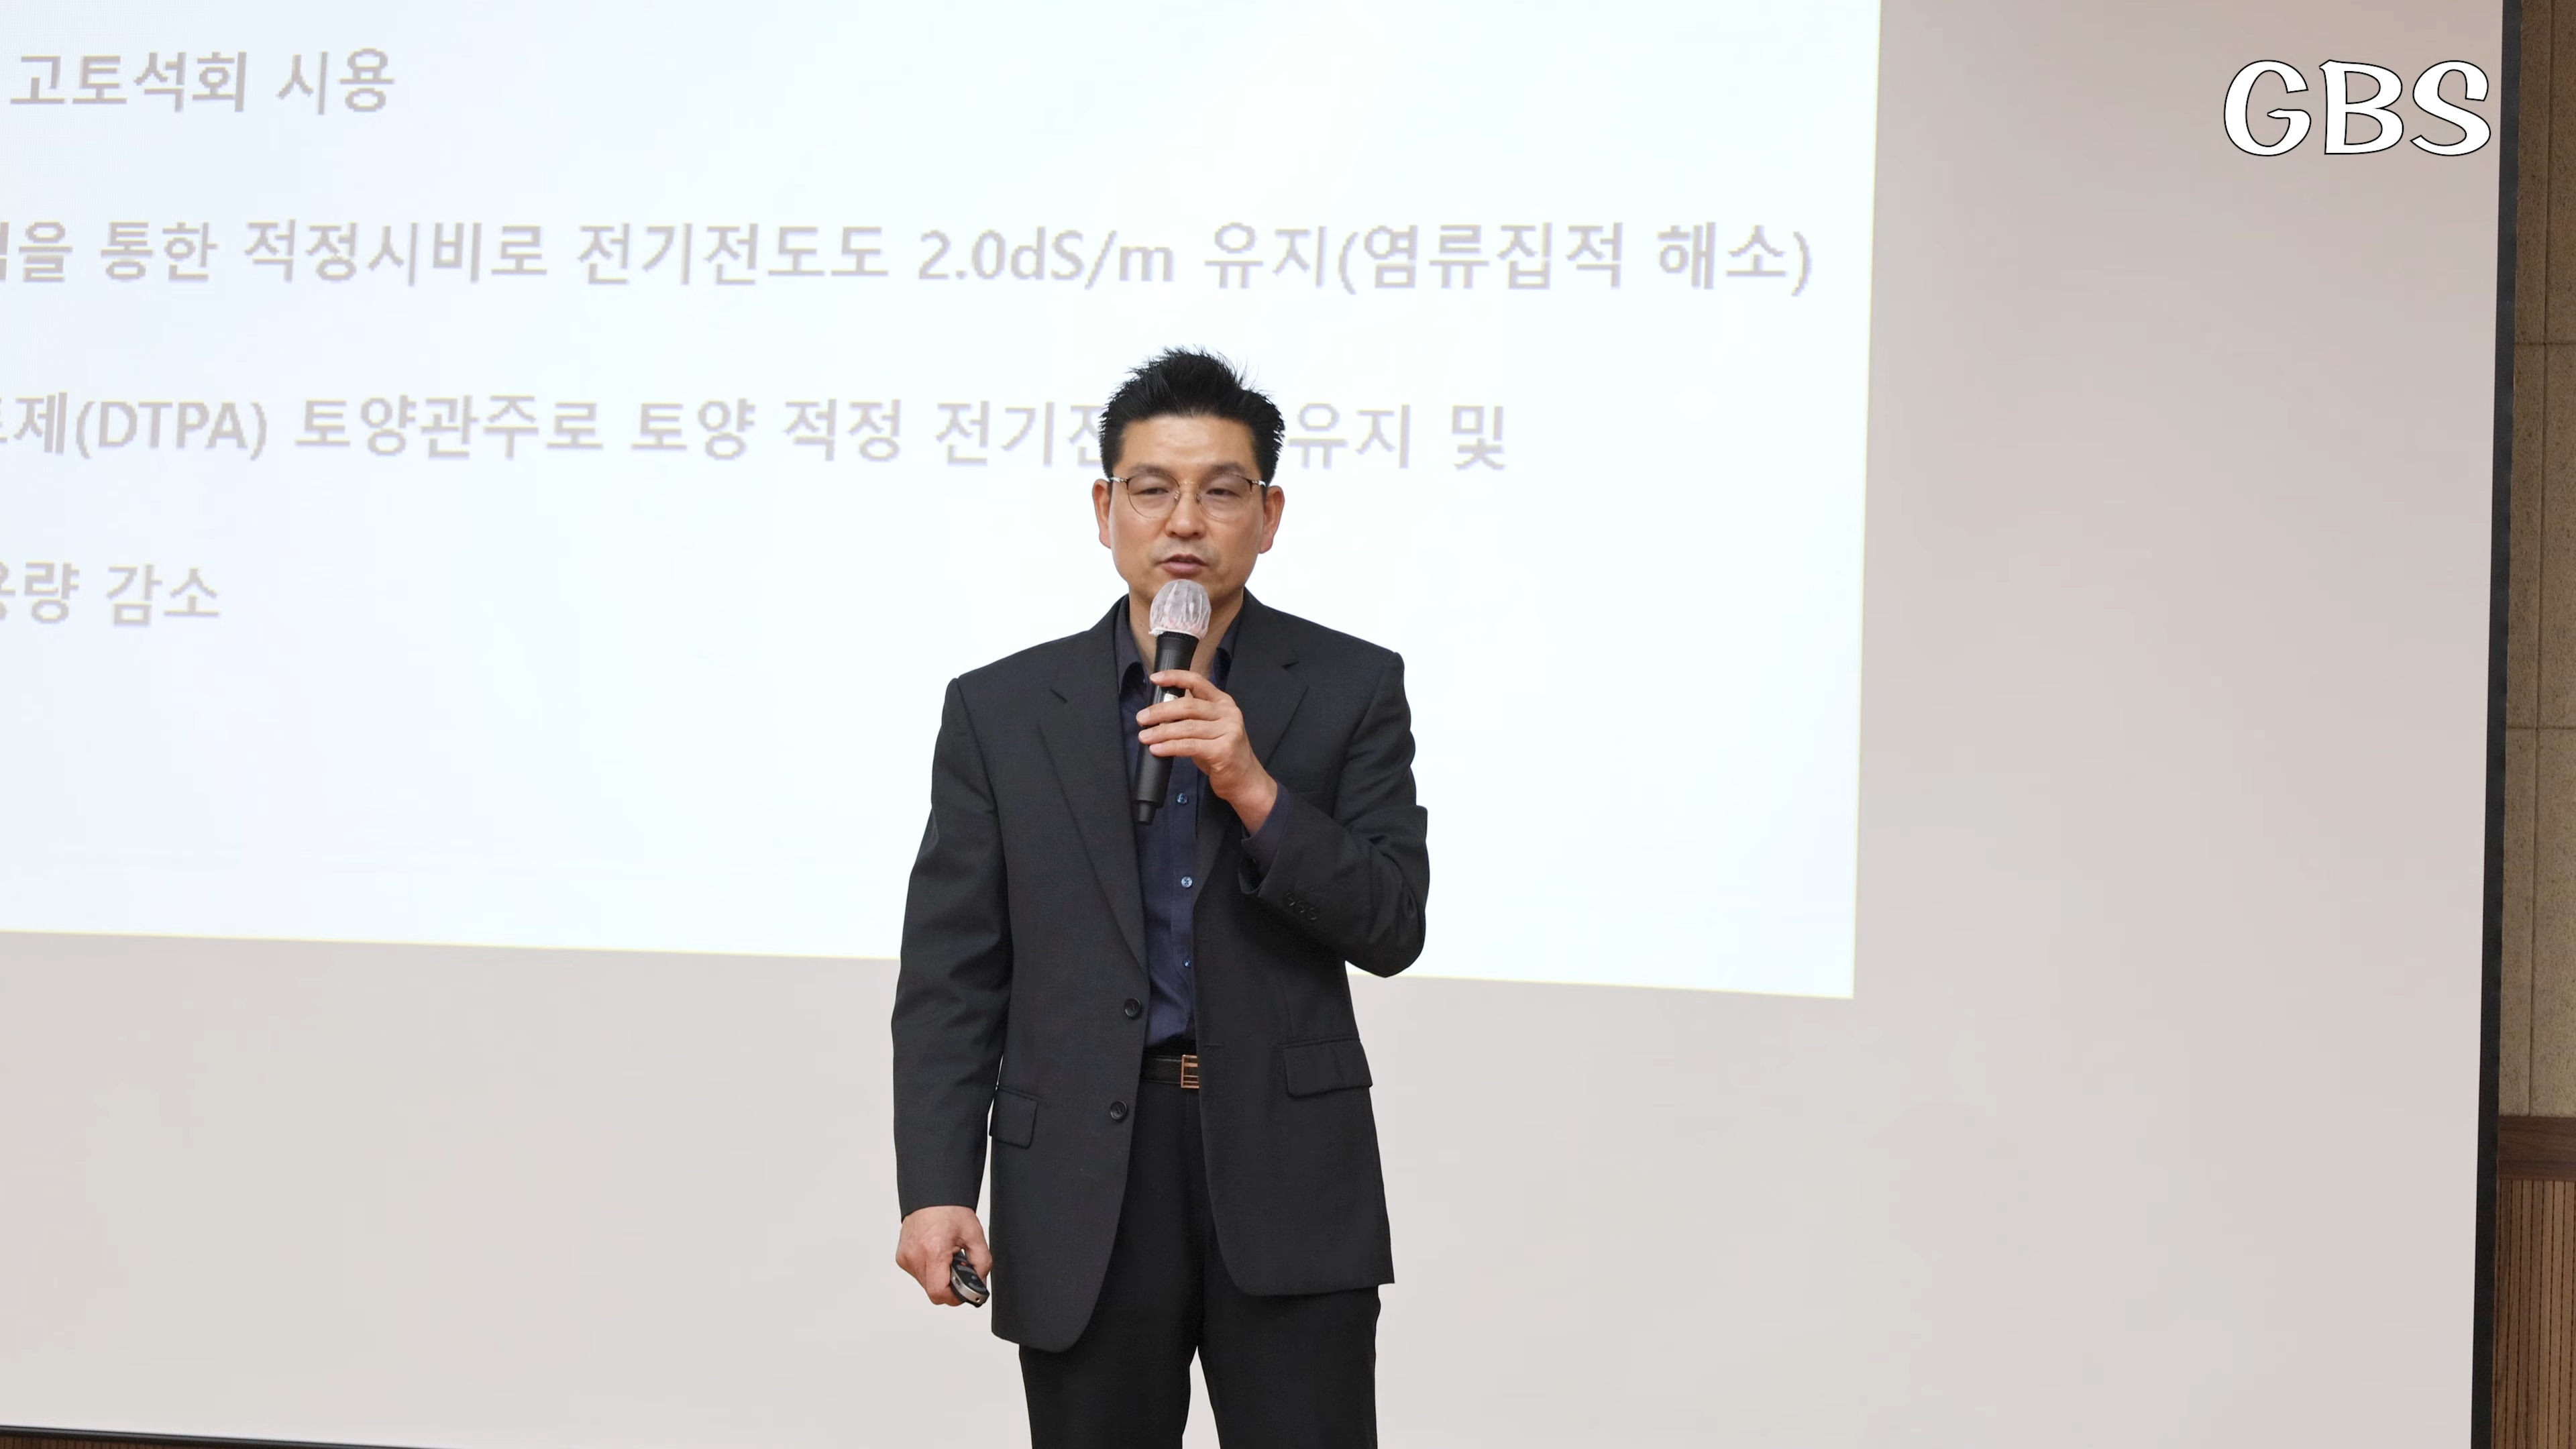 고토석회 시용
을 통한 적정시비로 전기전도도 2.0dS/m 유지(염류집적 해소)
제(DTPA) 토양관주로 토양 적정 전기전 유지 및
용량 감소
GBS